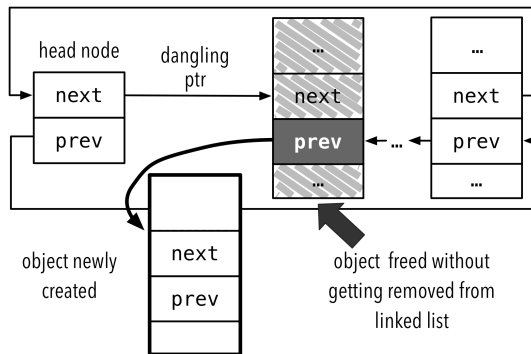 head node
next
prev
dangling
ptr
…
next
prev
…
…
…
next
prev
…
object newly
created
next
prev
object freed without
getting removed from
linked list